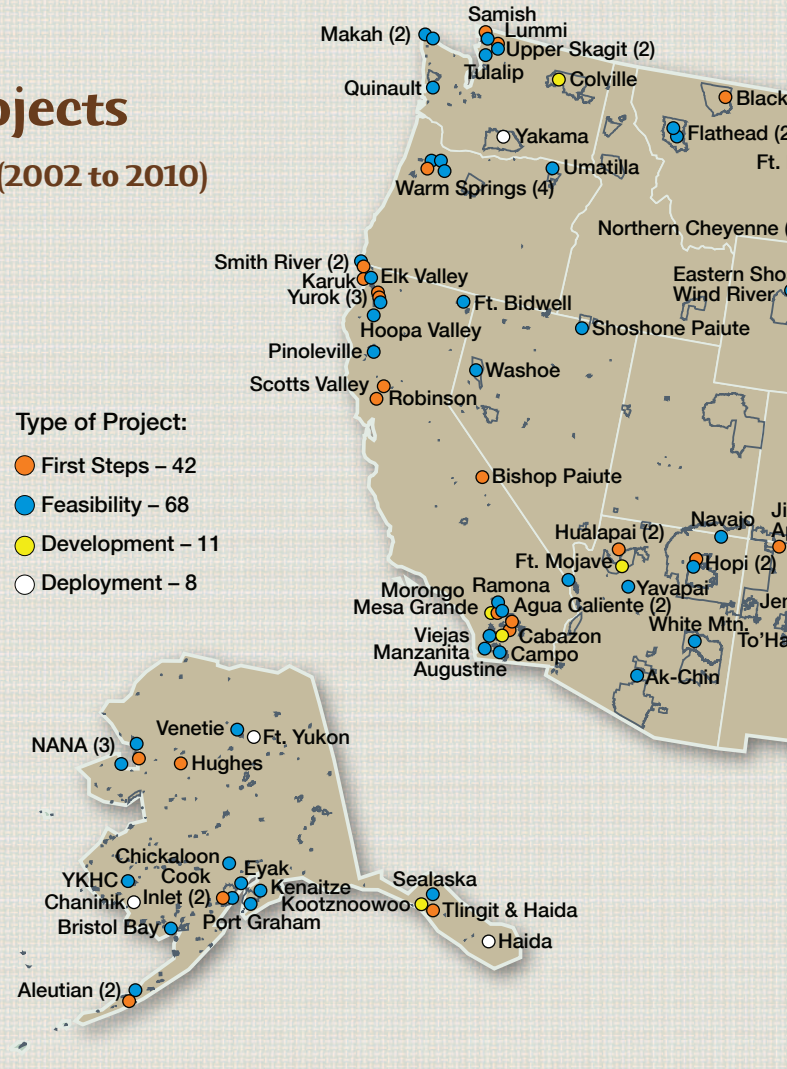 ojects
(2002 to 2010)
Samish
Makah (2)
Lummi
Upper Skagit (2)
Tulalip
Colville
Quinault
Black
Yakama
Flathead (2
Ft.
Umatilla
Warm Springs (4)
Northern Cheyenne (
Smith River (2)
Karuk
Elk Valley
Eastern Sho
Wind River
Yurok (3)
Ft. Bidwell
Hoopa Valley
Shoshone Paiute
Pinoleville
Washoe
Scotts Valley
Robinson
Type of Project:
First Steps – 42
Feasibility – 68
Development – 11
Deployment – 8
Bishop Paiute
Navajo
Ji
Ap
Hualapai (2)
Ft. Mojave
Hopi (2)
Yavapai
Morongo
Ramona
Mesa Grande
Agua Caliente (2)
Jen
White Mtn.
To'Ha
Viejas
Cabazon
Manzanita
Campo
Augustine
Ak-Chin
Venetie
Ft. Yukon
NANA (3)
Hughes
Chickaloon
Cook
Inlet (2)
Eyak
YKHC
Kenaitze
Chaninik
Sealaska
Kootznoowoo
Tlingit & Haida
Port Graham
Bristol Bay
Haida
Aleutian (2)